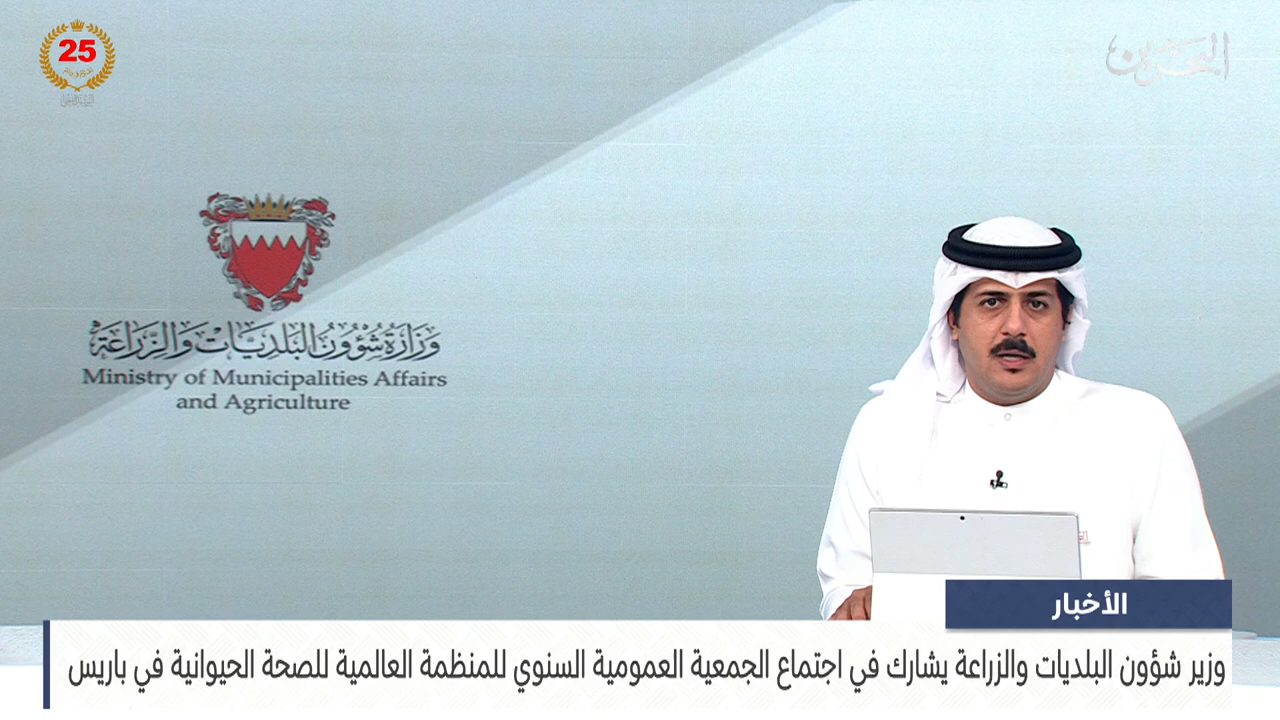 25
البحرين
وزارة شؤون البلديات والزراعة
Ministry of Municipalities Affairs
and Agriculture
الأخبار
وزير شؤون البلديات والزراعة يشارك في اجتماع الجمعية العمومية السنوي للمنظمة العالمية للصحة الحيوانية في باريس